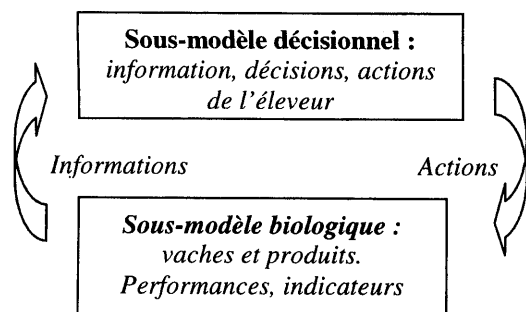 Sous-modèle décisionnel :
information, décisions, actions
de l'éleveur
Informations
Actions
Sous-modèle biologique :
vaches et produits.
Performances, indicateurs